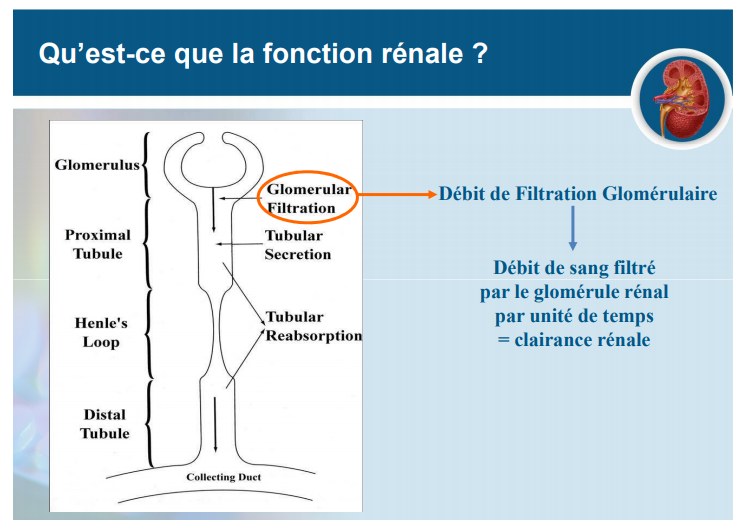 Qu’est-ce que la fonction rénale ?
Glomerulus
Glomerular
Filtration
Proximal
Tubule
Tubular
Secretion
Henle's
Loop
Tubular
Reabsorption
Distal
Tubule
Collecting Duct
Débit de Filtration Glomérulaire
Débit de sang filtré
par le glomérule rénal
par unité de temps
= clairance rénale